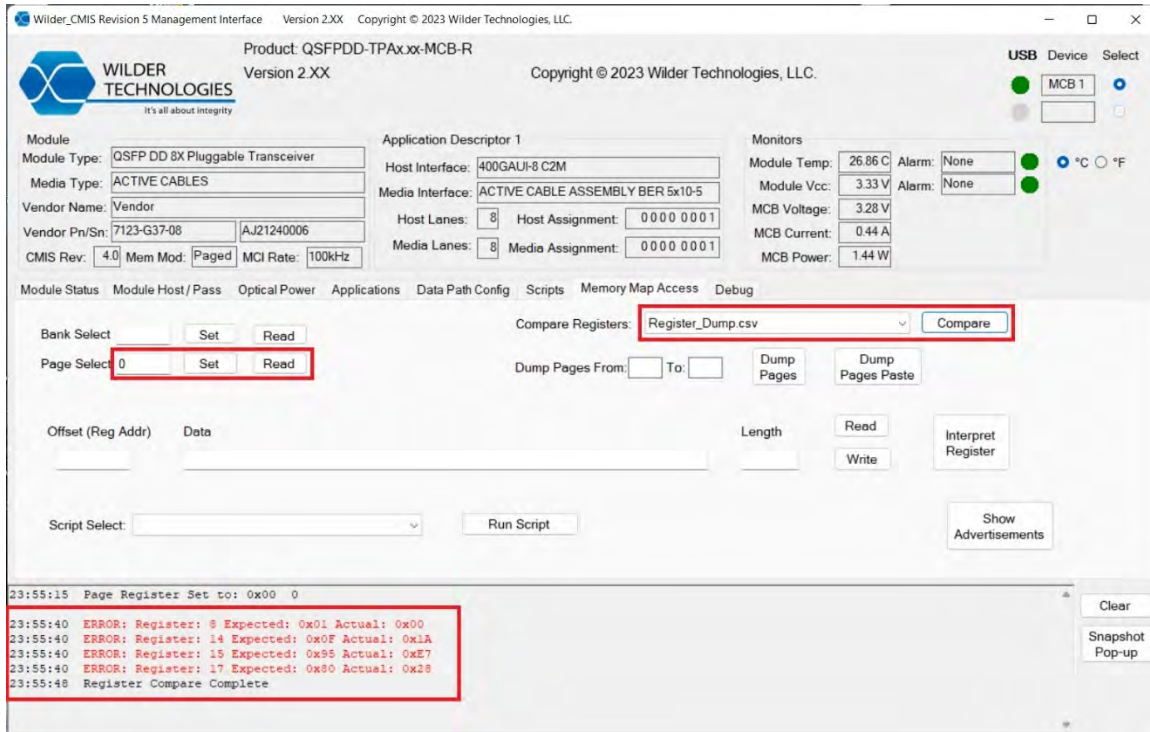 Wilder_CMIS Revision 5 Management Interface Version 2.XX Copyright © 2023 Wilder Technologies, LLC.
WILDER
TECHNOLOGIES
It's all about integrity
Product: QSFPDD-TPAx.xx-MCB-R
Version 2.XX
Copyright © 2023 Wilder Technologies, LLC.
USB Device Select
MCB 1
Module
Module Type: QSFP DD 8X Pluggable Transceiver
Media Type: ACTIVE CABLES
Vendor Name: Vendor
Vendor Pn/Sn: 7123-G37-08 AJ21240006
CMIS Rev: 4.0 Mem Mod: Paged MCI Rate: 100kHz
Application Descriptor 1
Host Interface: 400GAUI-8 C2M
Media Interface: ACTIVE CABLE ASSEMBLY BER 5x10-5
Host Lanes: 8 Host Assignment: 0000 0001
Media Lanes: 8 Media Assignment: 0000 0001
Monitors
Module Temp: 26.86 C Alarm: None °C °F
Module Vcc: 3.33 V Alarm: None
MCB Voltage: 3.28 V
MCB Current: 0.44 A
MCB Power: 1.44 W
Module Status Module Host / Pass Optical Power Applications Data Path Config Scripts Memory Map Access Debug
Bank Select Set Read
Page Select 0 Set Read
Compare Registers: Register_Dump.csv Compare
Dump Pages From: To: Dump Pages Dump Pages Paste
Offset (Reg Addr) Data Length Read
Write
Interpret
Register
Script Select: Run Script
Show
Advertisements
23:55:15 Page Register Set to: 0x00 0
23:55:40 ERROR: Register: 8 Expected: 0x01 Actual: 0x00
23:55:40 ERROR: Register: 14 Expected: 0x0F Actual: 0x1A
23:55:40 ERROR: Register: 15 Expected: 0x95 Actual: 0xE7
23:55:40 ERROR: Register: 17 Expected: 0x80 Actual: 0x28
23:55:48 Register Compare Complete
Clear
Snapshot
Pop-up